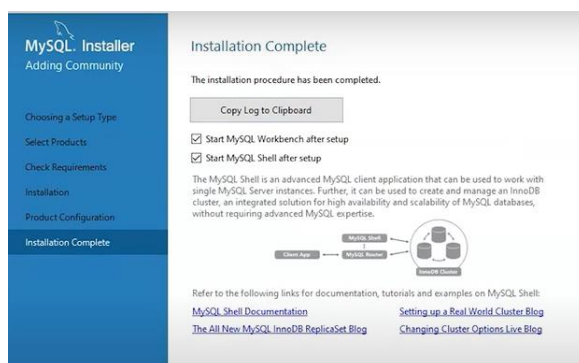 MySQL. Installer
Adding Community
Choosing a Setup Type
Select Products
Check Requirements
Installation
Product Configuration
Installation Complete
Installation Complete
The installation procedure has been completed.
Copy Log to Clipboard
Start MySQL Workbench after setup
Start MySQL Shell after setup
The MySQL Shell is an advanced MySQL client application that can be used to work with
single MySQL Server instances. Further, it can be used to create and manage an InnoDB
cluster, an integrated solution for high availability and scalability of MySQL databases,
without requiring advanced MySQL expertise.
MySQL Shell
Client App
MySQL Router
InnoDB Cluster
Refer to the following links for documentation, tutorials and examples on MySQL Shell:
MySQL Shell Documentation
Setting up a Real World Cluster Blog
The All New MySQL InnoDB ReplicaSet Blog
Changing Cluster Options Live Blog